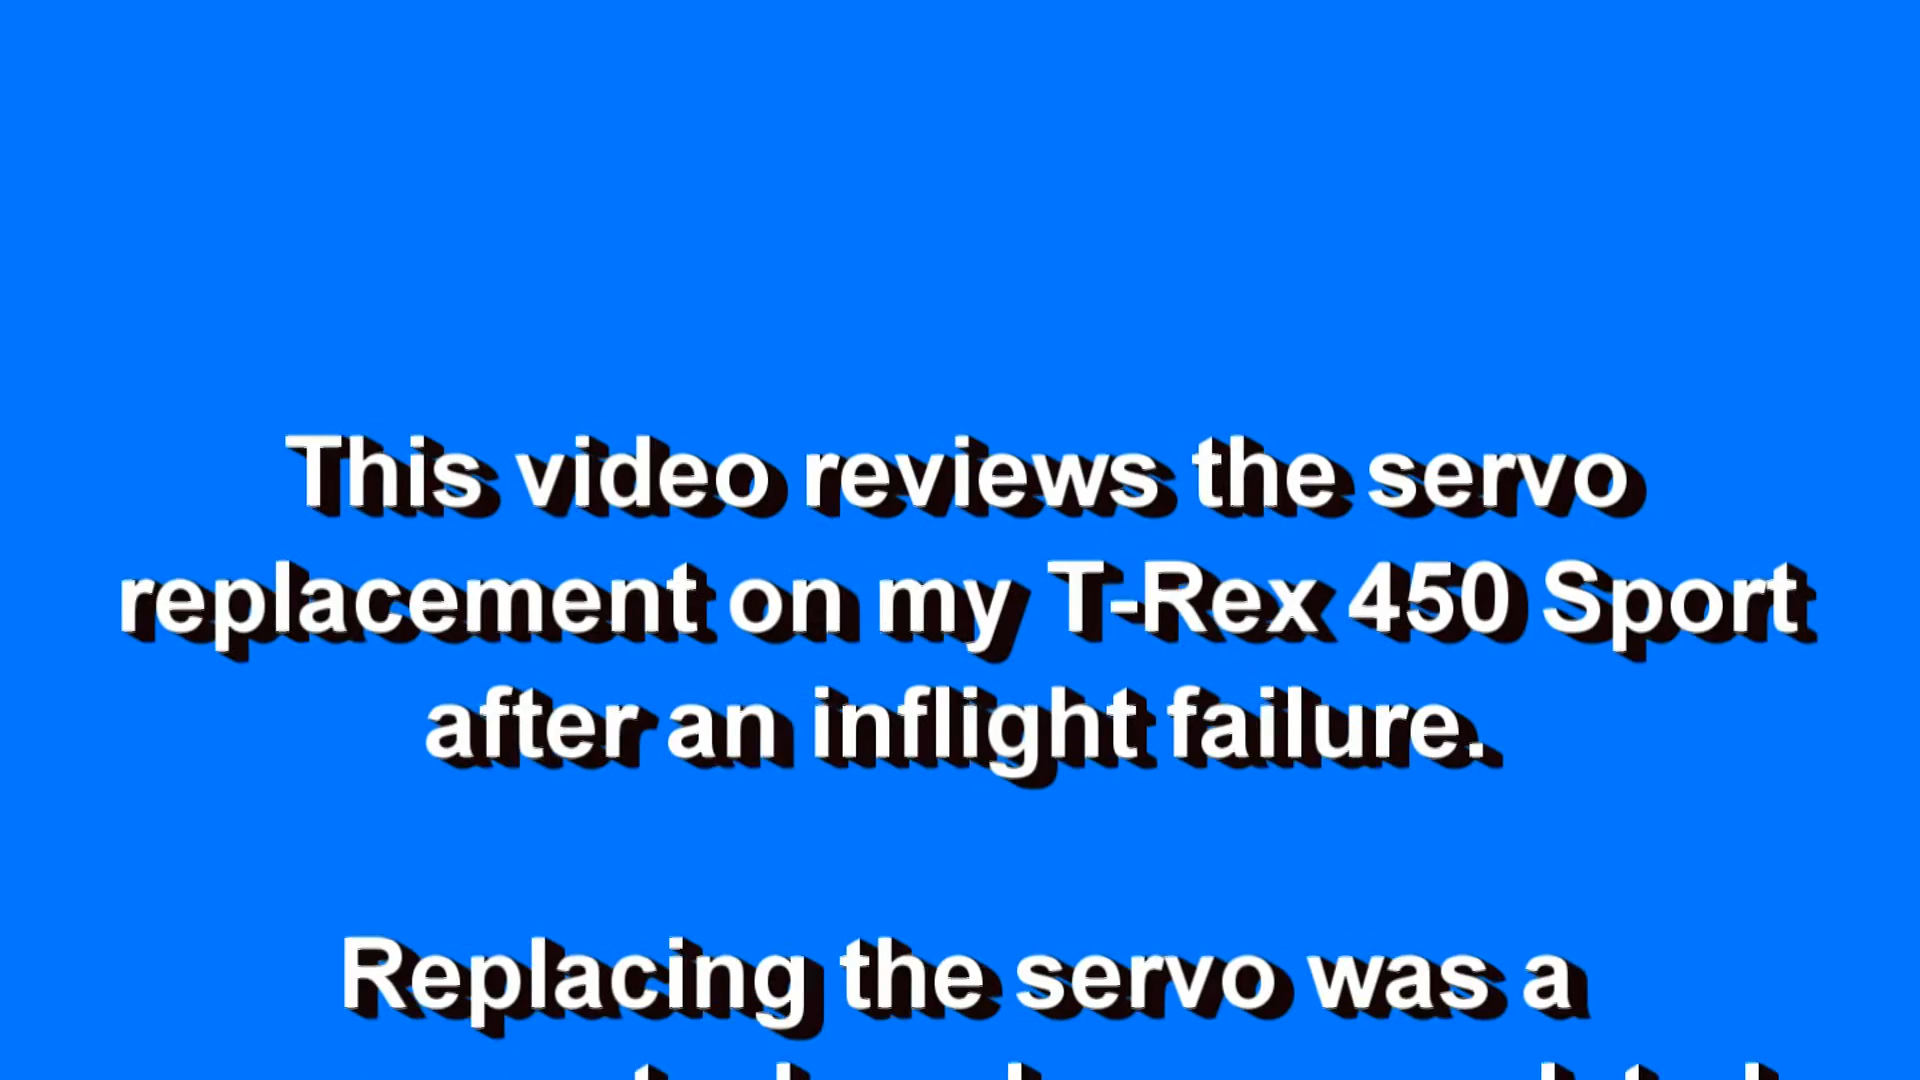 This video reviews the servo
replacement on my T-Rex 450 Sport
after an inflight failure.
Replacing the servo was a